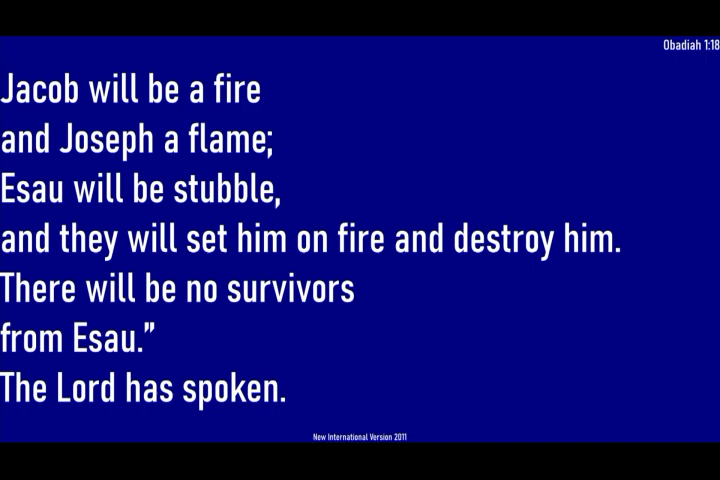 Obadiah 1:18
Jacob will be a fire
and Joseph a flame;
Esau will be stubble,
and they will set him on fire and destroy him.
There will be no survivors
from Esau.”
The Lord has spoken.
New International Version 2011